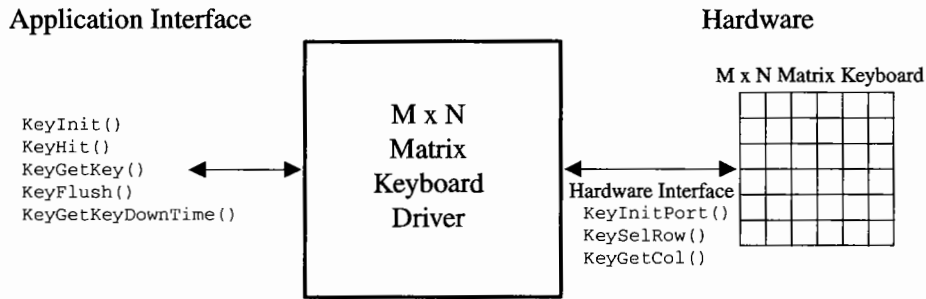 Application Interface
Hardware
M x N Matrix Keyboard
KeyInit()
KeyHit()
KeyGetKey()
KeyFlush()
KeyGetKeyDownTime()
M x N
Matrix
Keyboard
Driver
Hardware Interface
KeyInitPort()
KeySelRow()
KeyGetCol()